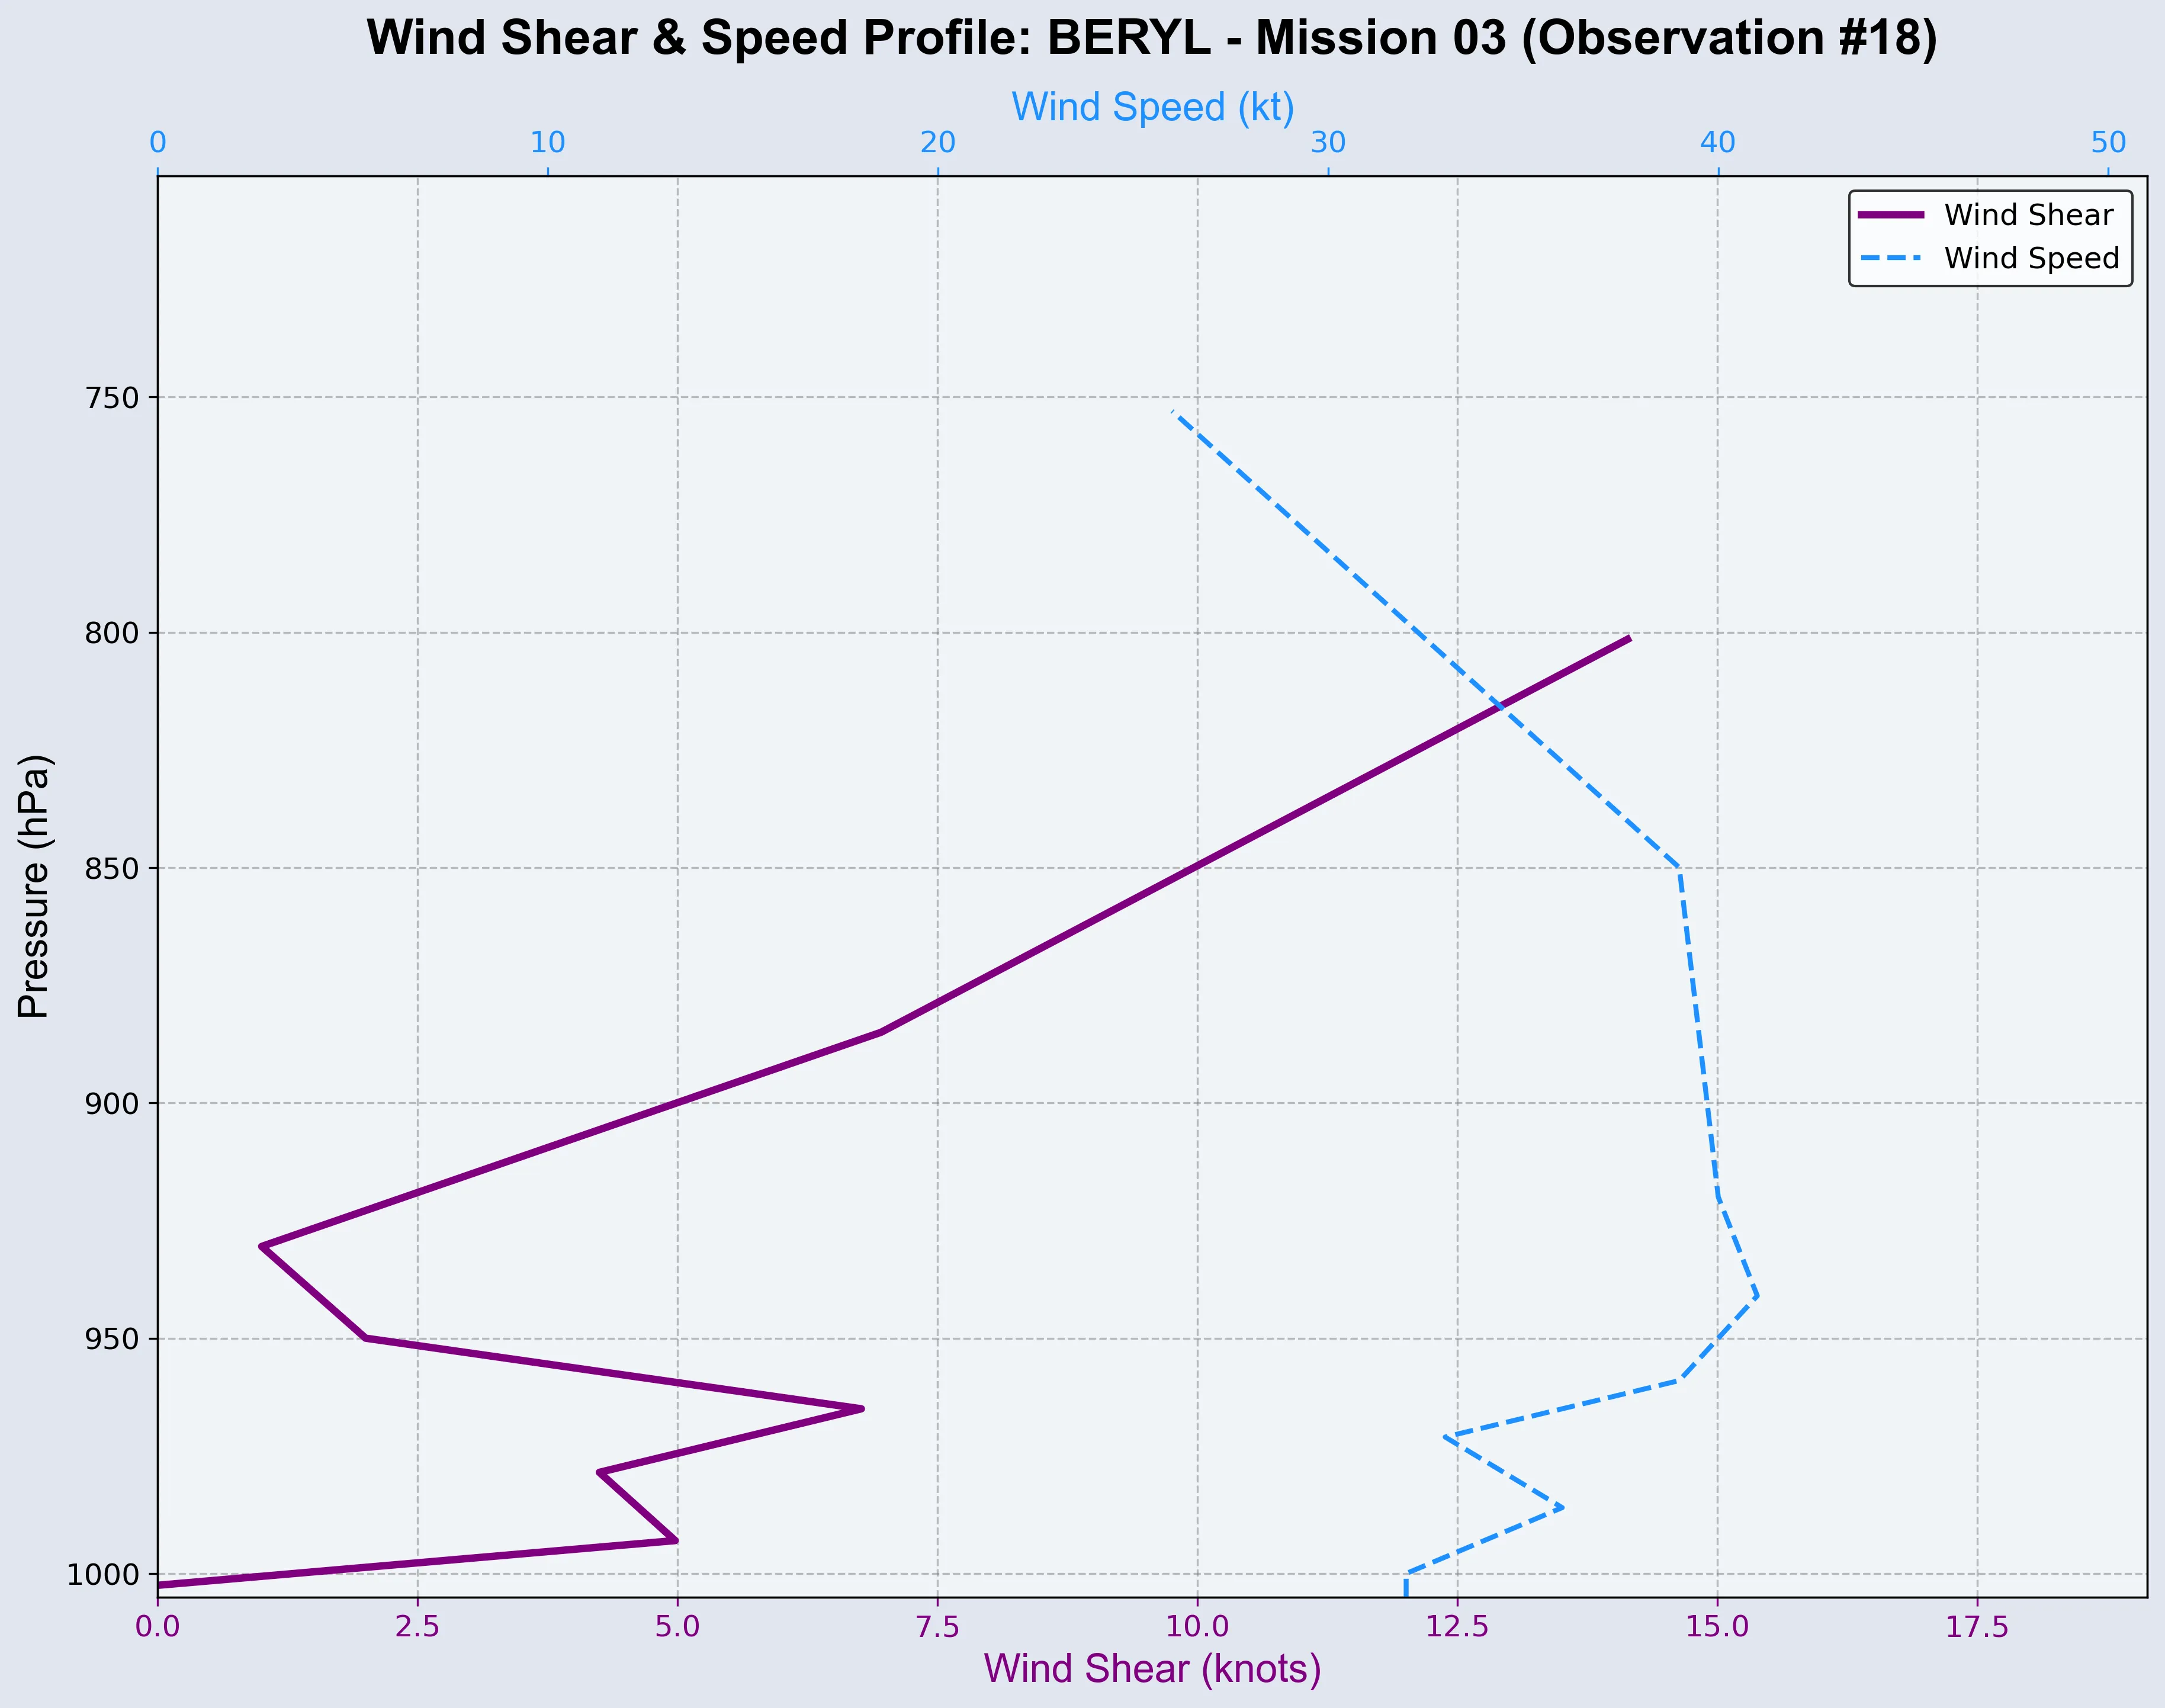 Wind Shear & Speed Profile: BERYL - Mission 03 (Observation #18)
Wind Speed (kt)
0 10 20 30 40 50
Wind Shear
Wind Speed
Pressure (hPa)
750
800
850
900
950
1000
0.0 2.5 5.0 7.5 10.0 12.5 15.0 17.5
Wind Shear (knots)